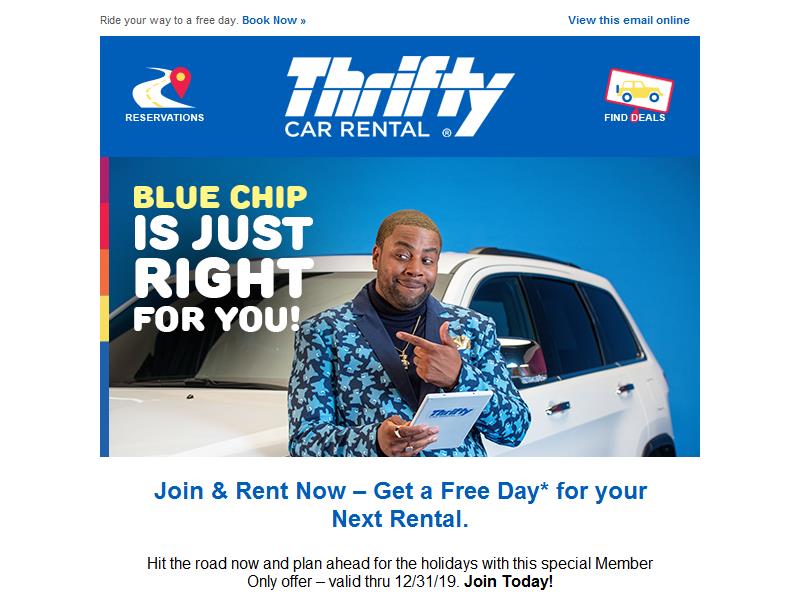 Ride your way to a free day. Book Now »
View this email online
Thrifty
CAR RENTAL ®
RESERVATIONS
FIND DEALS
BLUE CHIP
IS JUST
RIGHT
FOR YOU!
Thrifty
Join & Rent Now – Get a Free Day* for your
Next Rental.
Hit the road now and plan ahead for the holidays with this special Member
Only offer – valid thru 12/31/19. Join Today!